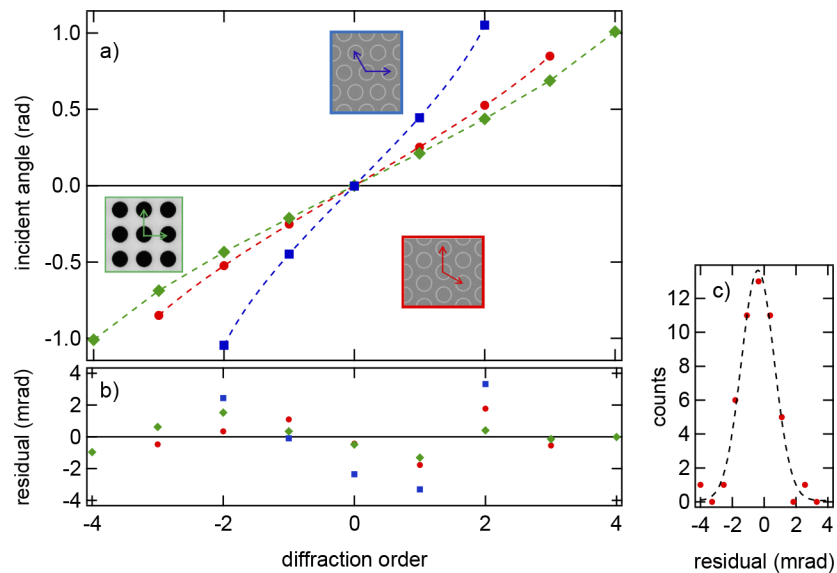 a)
1.0
0.5
0.0
-0.5
-1.0
incident angle (rad)
b)
4
2
0
-2
-4
residual (mrad)
-4 -2 0 2 4
diffraction order
c)
12
10
8
6
4
2
0
counts
-4 -2 0 2 4
residual (mrad)